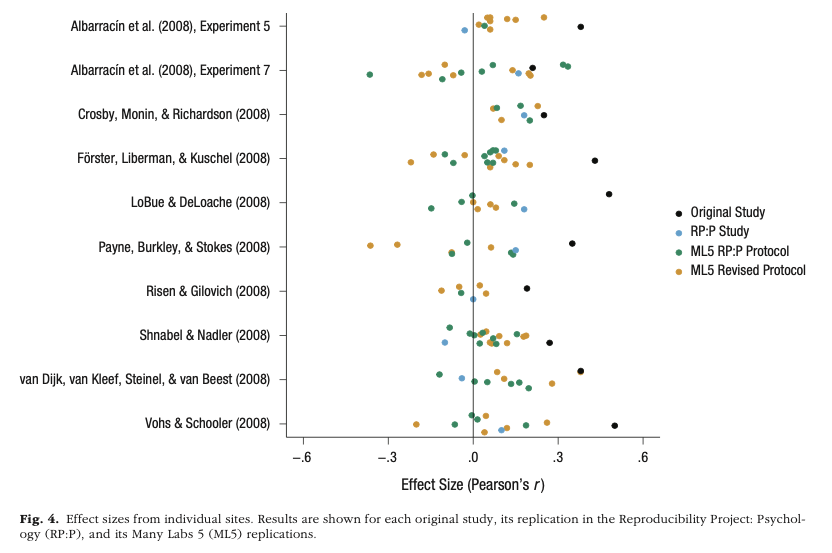 Albarracín et al. (2008), Experiment 5
Albarracín et al. (2008), Experiment 7
Crosby, Monin, & Richardson (2008)
Förster, Liberman, & Kuschel (2008)
LoBue & DeLoache (2008)
Payne, Burkley, & Stokes (2008)
Risen & Gilovich (2008)
Shnabel & Nadler (2008)
van Dijk, van Kleef, Steinel, & van Beest (2008)
Vohs & Schooler (2008)
Original Study
RP:P Study
ML5 RP:P Protocol
ML5 Revised Protocol
–.6 –.3 .0 .3 .6
Effect Size (Pearson’s r)
Fig. 4. Effect sizes from individual sites. Results are shown for each original study, its replication in the Reproducibility Project: Psychol-
ogy (RP:P), and its Many Labs 5 (ML5) replications.